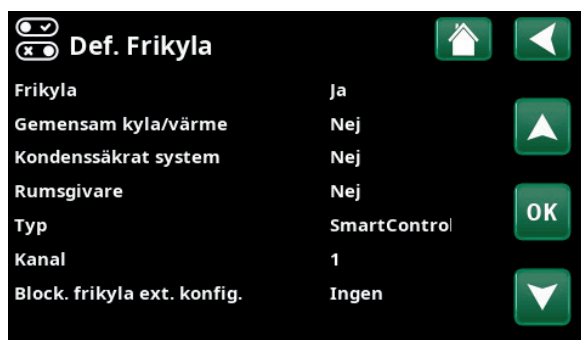 Def. Frikyla
Frikyla Ja
Gemensam kyla/värme Nej
Kondenssäkrat system Nej
Rumsgivare Nej
Typ SmartControl
Kanal 1
Block. frikyla ext. konfig. Ingen
OK